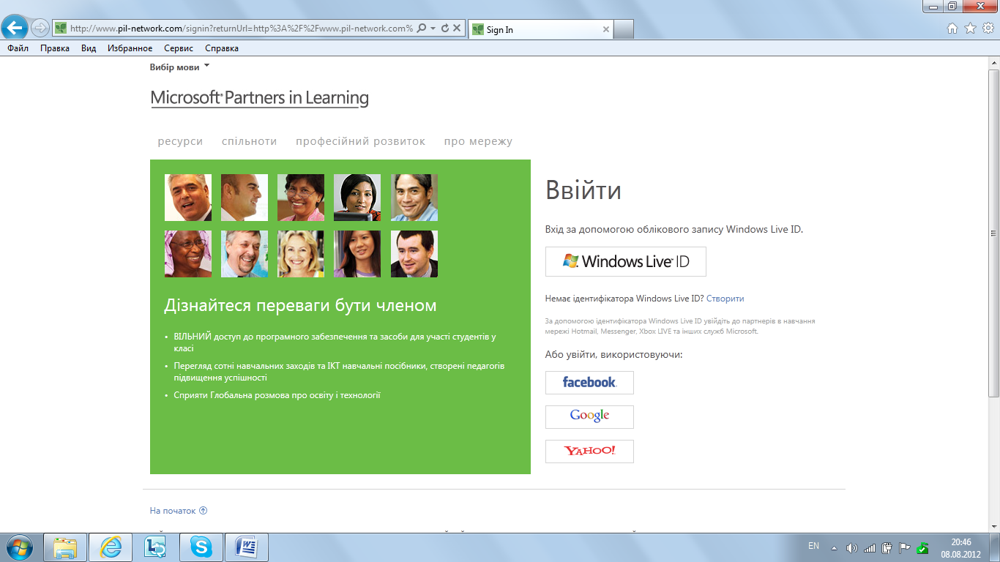 http://www.pil-network.com/signin?returnUrl=http%3A%2F%2Fwww.pil-network.com%
Sign In
Файл Правка Вид Избранное Сервис Справка
Вибір мови
Microsoft® Partners in Learning
ресурси спільноти професійний розвиток про мережу
Дізнайтеся переваги бути членом
• ВІЛЬНИЙ доступ до програмного забезпечення та засоби для участі студентів у
класі
• Перегляд сотні навчальних заходів та ІКТ навчальні посібники, створені педагогів
підвищення успішності
• Сприяти Глобальна розмова про освіту і технології
Ввійти
Вхід за допомогою облікового запису Windows Live ID.
Windows Live™ ID
Немає ідентифікатора Windows Live ID? Створити
За допомогою ідентифікатора Windows Live ID увійдіть до партнерів в навчання
мережі Hotmail, Messenger, Xbox LIVE та інших служб Microsoft.
Або увійти, використовуючи:
facebook.
Google
YAHOO!
На початок
EN
20:46
08.08.2012